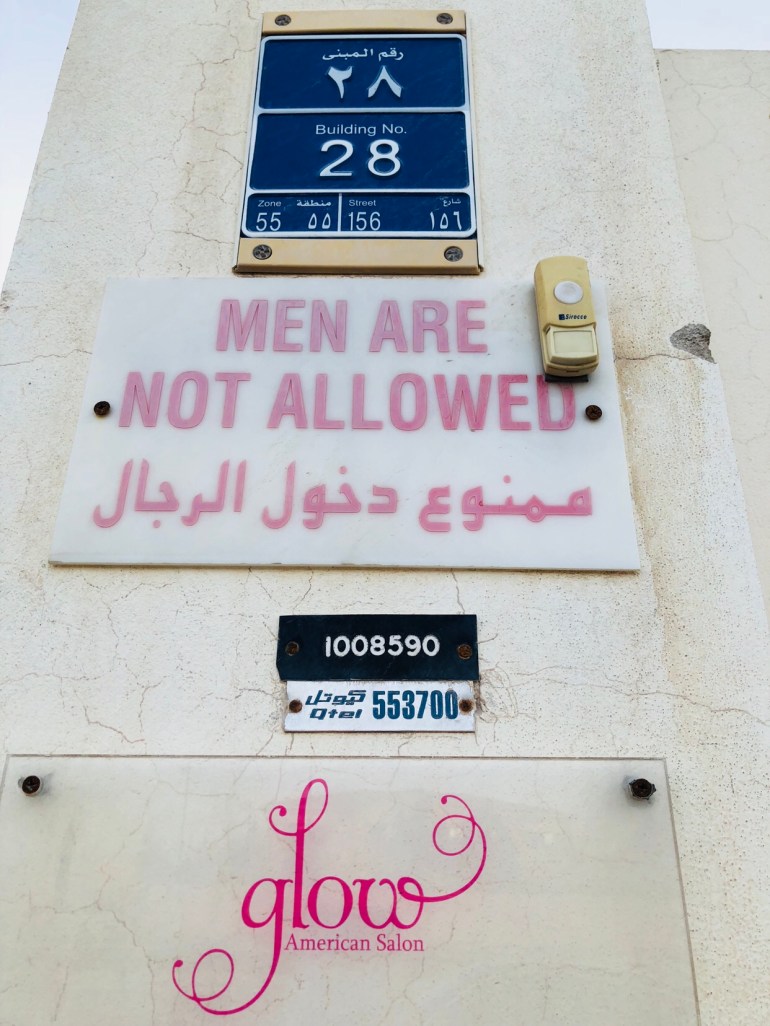 رقم المبنى
٢٨
Building No.
28
Zone منطقة Street شارع
55 ٥٥ 156 ١٥٦
Sirocco
MEN ARE
NOT ALLOWED
ممنوع دخول الرجال
1008590
كيوتل
Qtel 553700
glow
American Salon